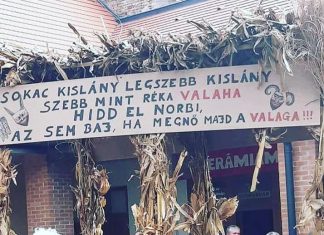 SOKAC KISLÁNY LEGSZEBB KISLÁNY
SZEBB MINT RÉKA VALAHA
HIDD EL NORBI,
AZ SEM BAJ, HA MEGNŐ MAJD A VALAGA!!!
ERÁMIA